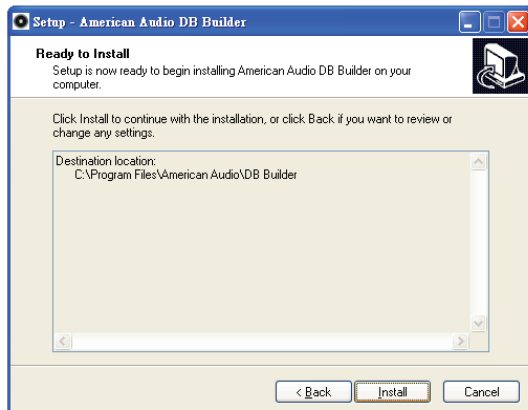 Setup - American Audio DB Builder
Ready to Install
Setup is now ready to begin installing American Audio DB Builder on your
computer.
Click Install to continue with the installation, or click Back if you want to review or
change any settings.
Destination location:
C:\Program Files\American Audio\DB Builder
< Back
Install
Cancel